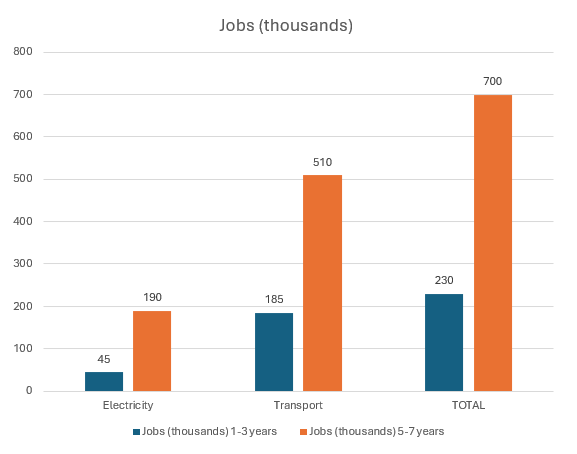 Jobs (thousands)
800
700
600
500
400
300
200
100
0
45
190
185
510
230
700
Electricity
Transport
TOTAL
Jobs (thousands) 1-3 years
Jobs (thousands) 5-7 years